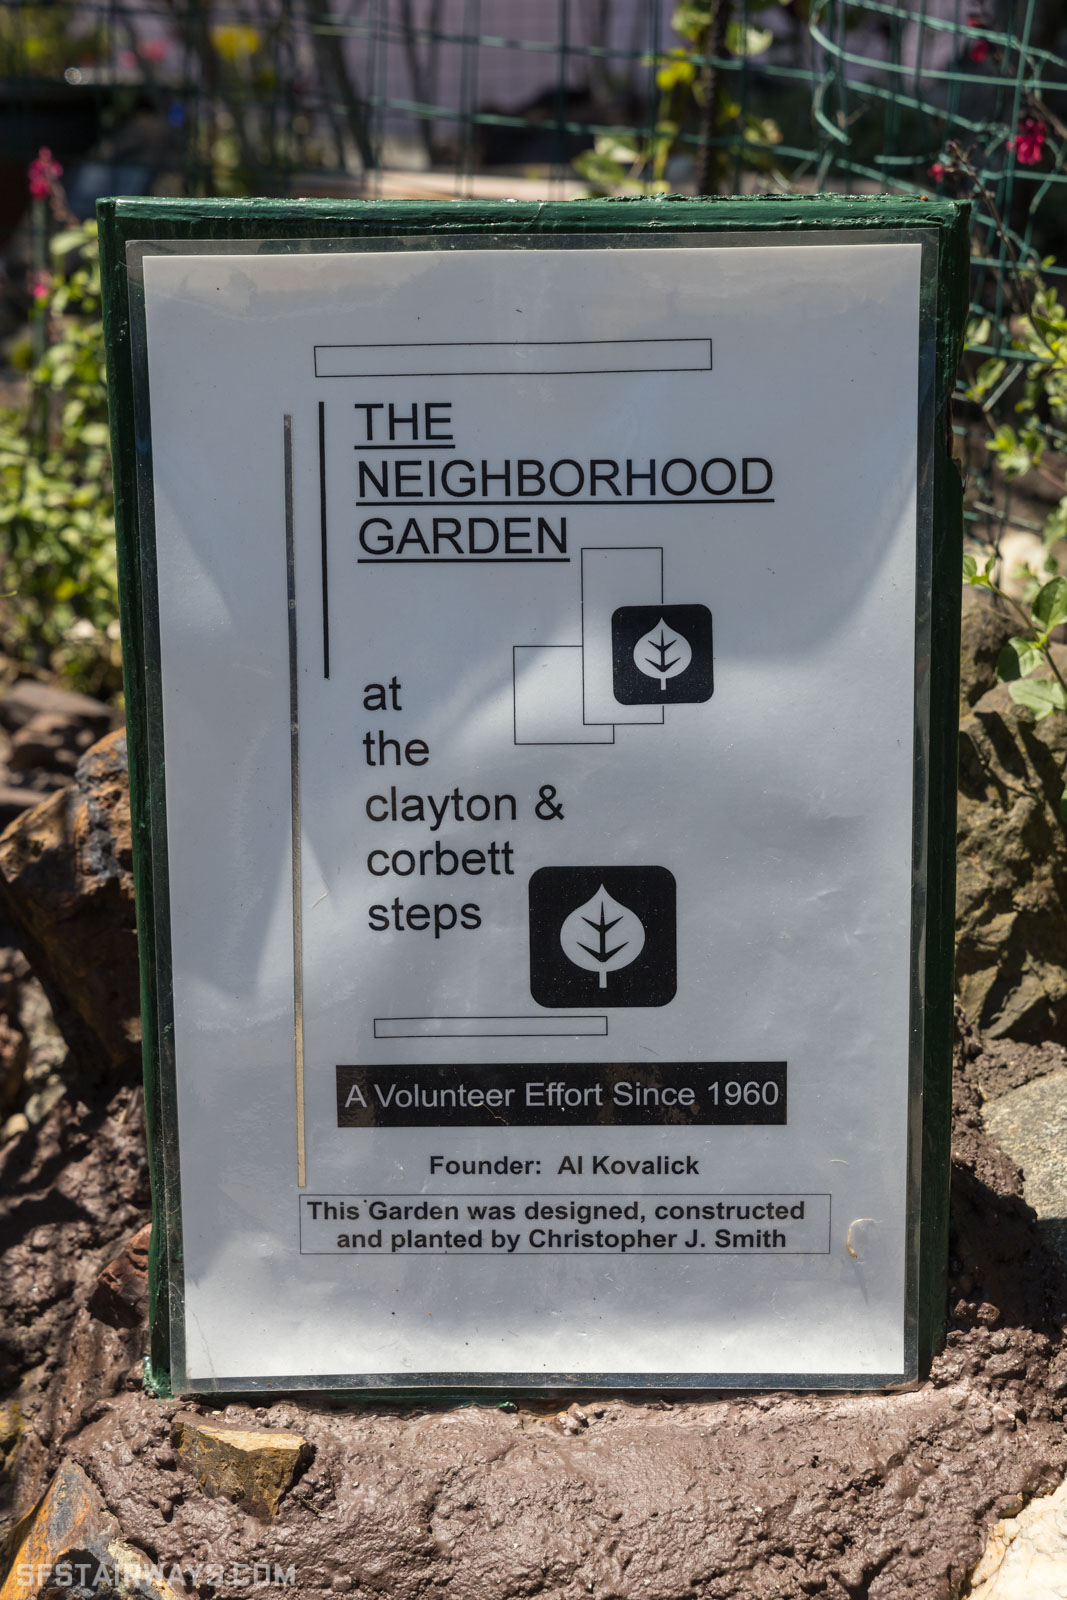 THE
NEIGHBORHOOD
GARDEN
at
the
clayton &
corbett
steps
A Volunteer Effort Since 1960
Founder: Al Kovalick
This Garden was designed, constructed
and planted by Christopher J. Smith
SFSTAIRWAYS.COM